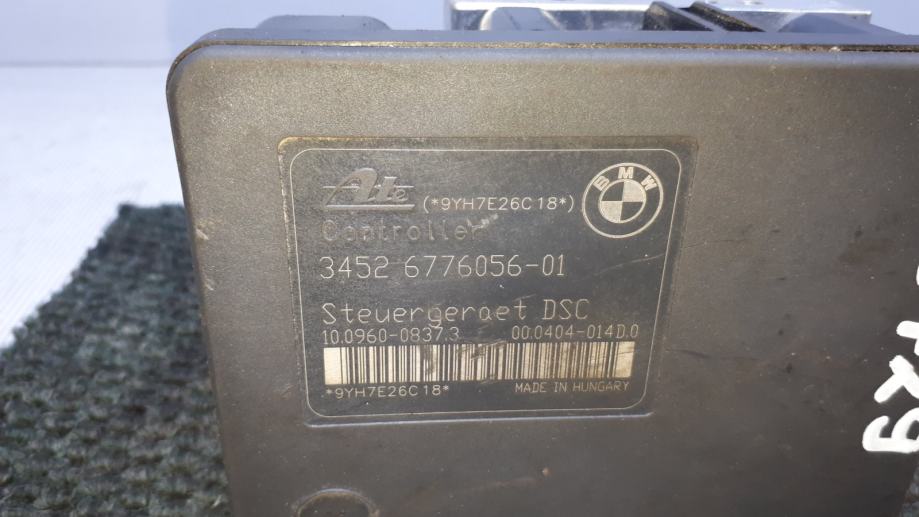 Ate (*9YH7E26C18*) BMW
Controller
3452 6776056-01
Steuergeraet DSC
10.0960-0837.3 00.0404-014D.0
*9YH7E26C18* MADE IN HUNGARY